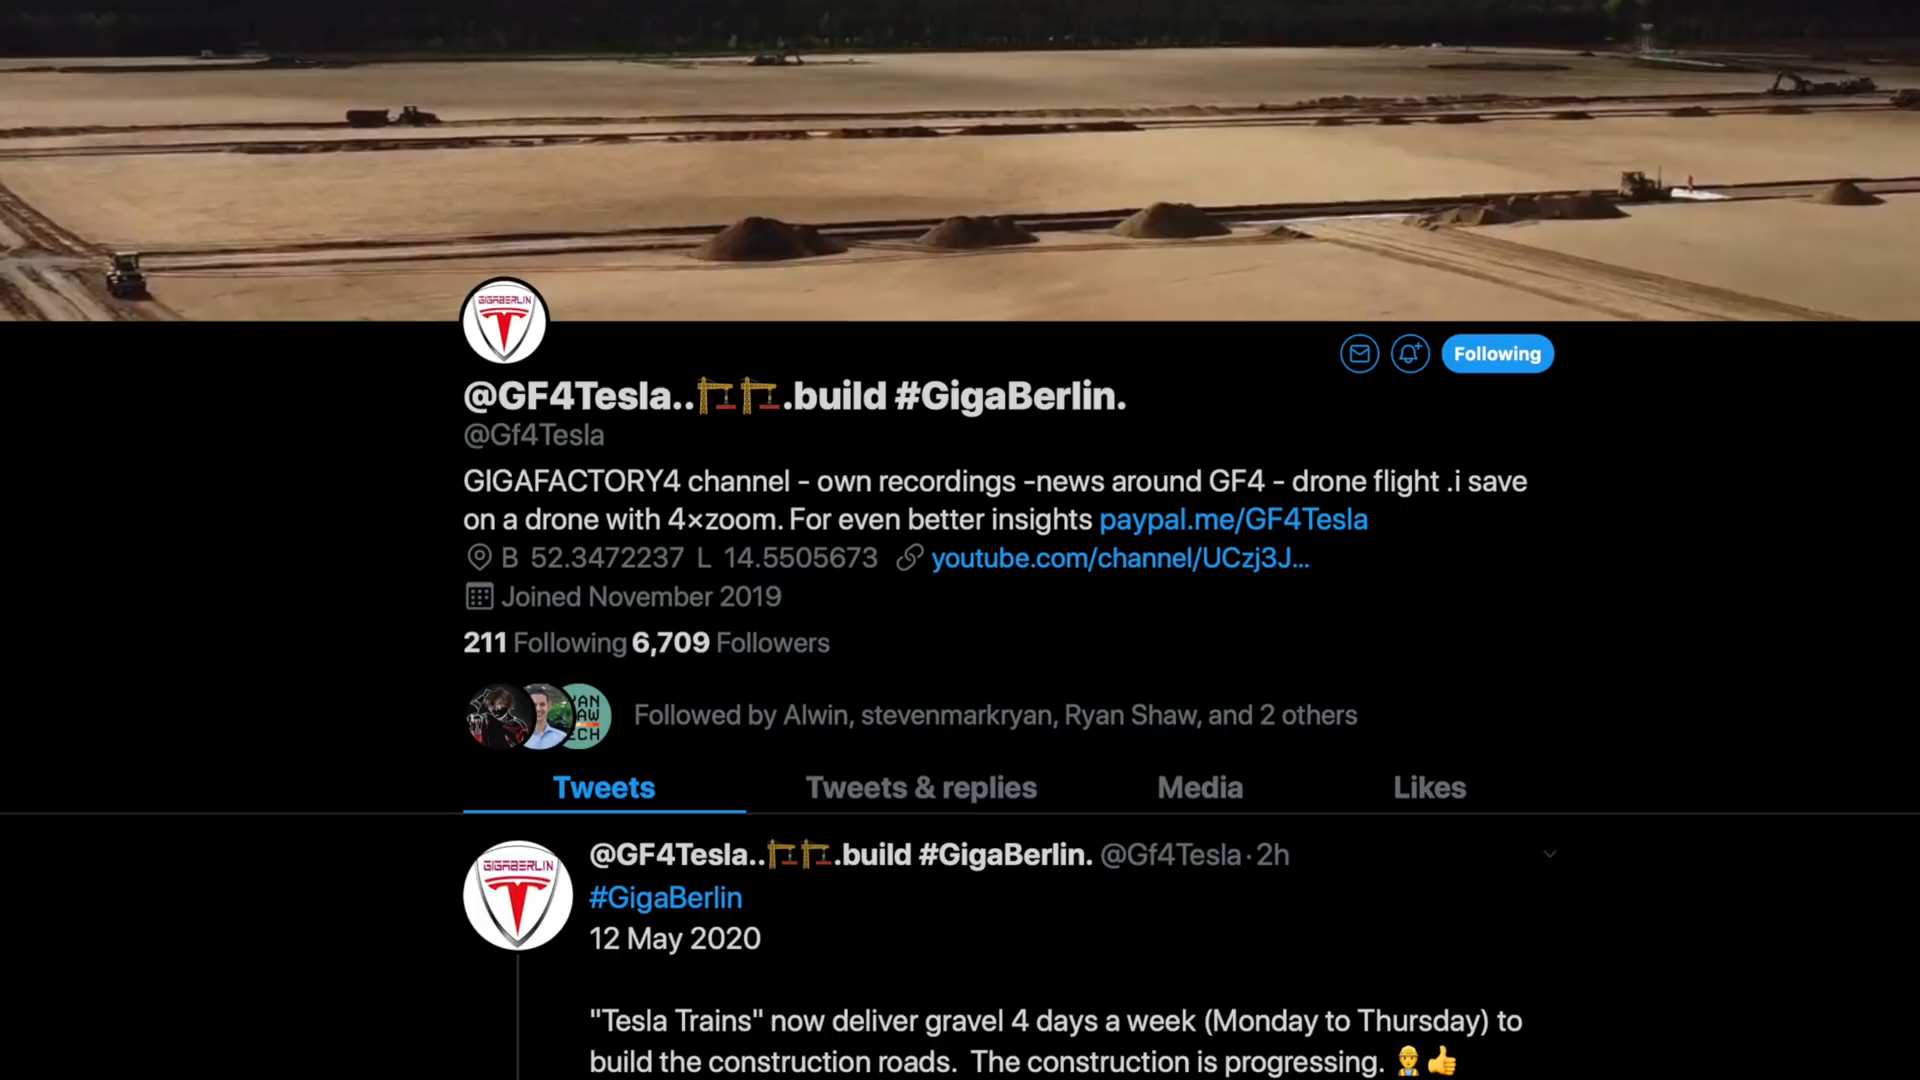 GIGABERLIN
Following
@GF4Tesla..🏗️🏗️.build #GigaBerlin.
@Gf4Tesla
GIGAFACTORY4 channel - own recordings -news around GF4 - drone flight .i save
on a drone with 4×zoom. For even better insights paypal.me/GF4Tesla
B 52.3472237 L 14.5505673 youtube.com/channel/UCzj3J...
Joined November 2019
211 Following 6,709 Followers
Followed by Alwin, stevenmarkryan, Ryan Shaw, and 2 others
Tweets Tweets & replies Media Likes
GIGABERLIN
@GF4Tesla..🏗️🏗️.build #GigaBerlin. @Gf4Tesla · 2h
#GigaBerlin
12 May 2020
"Tesla Trains" now deliver gravel 4 days a week (Monday to Thursday) to
build the construction roads. The construction is progressing. 👷👍